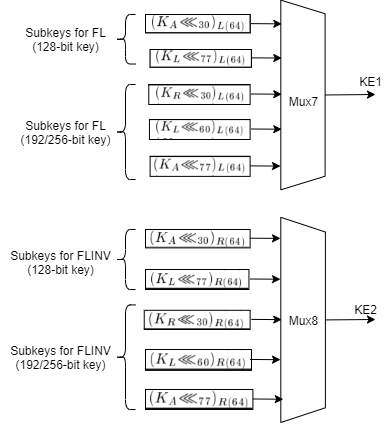 (K_A ⋘30)_L(64)
Subkeys for FL
(128-bit key)
(K_L ⋘77)_L(64)
KE1
(K_R ⋘30)_L(64)
Mux7
Subkeys for FL
(192/256-bit key)
(K_L ⋘60)_L(64)
(K_A ⋘77)_L(64)
(K_A ⋘30)_R(64)
Subkeys for FLINV
(128-bit key)
(K_L ⋘77)_R(64)
KE2
(K_R ⋘30)_R(64)
Mux8
Subkeys for FLINV
(192/256-bit key)
(K_L ⋘60)_R(64)
(K_A ⋘77)_R(64)